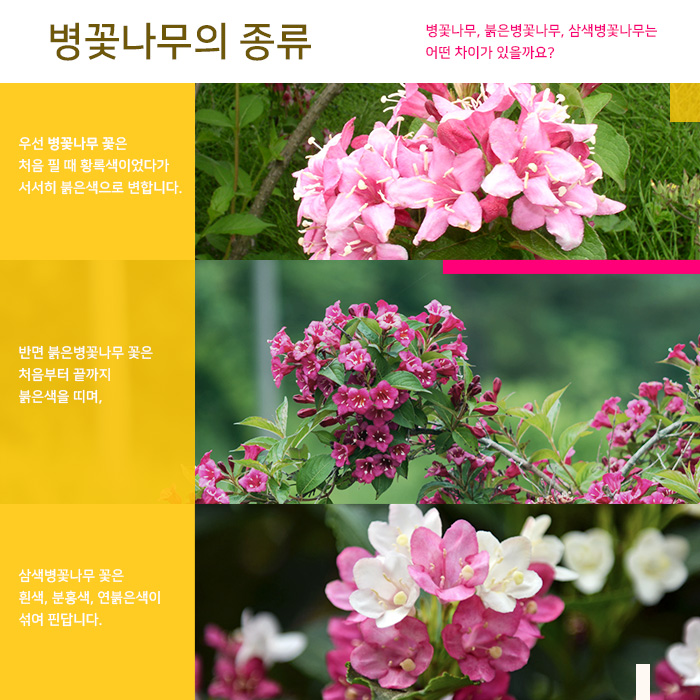 병꽃나무의 종류
병꽃나무, 붉은병꽃나무, 삼색병꽃나무는
어떤 차이가 있을까요?
우선 병꽃나무 꽃은
처음 필 때 황록색이었다가
서서히 붉은색으로 변합니다.
반면 붉은병꽃나무 꽃은
처음부터 끝까지
붉은색을 띠며,
삼색병꽃나무 꽃은
흰색, 분홍색, 연붉은색이
섞여 핀답니다.